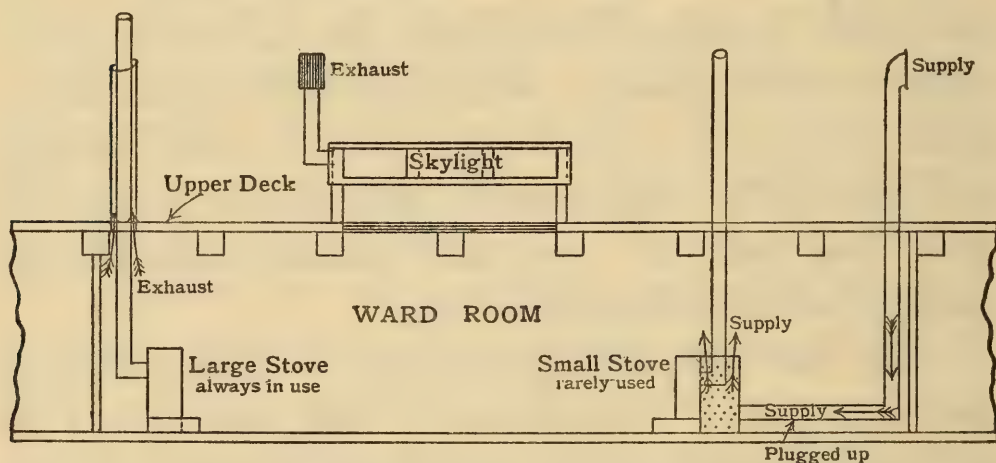 Exhaust
Supply
Skylight
Upper Deck
Exhaust
WARD ROOM
Supply
Large Stove
always in use
Small Stove
rarely used
Supply
Plugged up